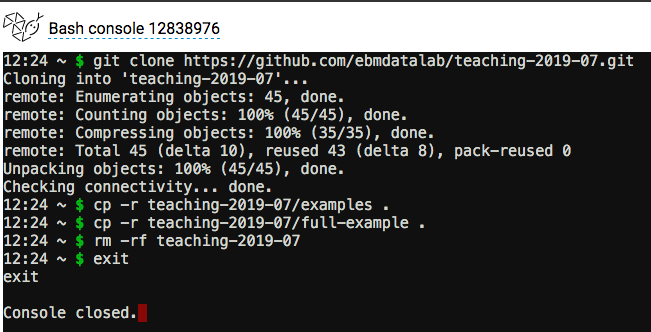 Bash console 12838976
12:24 ~ $ git clone https://github.com/ebmdatalab/teaching-2019-07.git
Cloning into 'teaching-2019-07'...
remote: Enumerating objects: 45, done.
remote: Counting objects: 100% (45/45), done.
remote: Compressing objects: 100% (35/35), done.
remote: Total 45 (delta 10), reused 43 (delta 8), pack-reused 0
Unpacking objects: 100% (45/45), done.
Checking connectivity... done.
12:24 ~ $ cp -r teaching-2019-07/examples .
12:24 ~ $ cp -r teaching-2019-07/full-example .
12:24 ~ $ rm -rf teaching-2019-07
12:24 ~ $ exit
exit
Console closed.